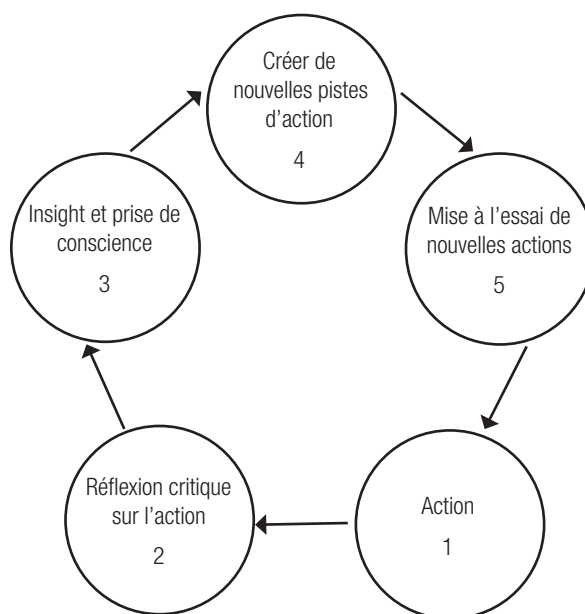 Créer de
nouvelles pistes
d’action
4
Insight et prise de
conscience
3
Mise à l’essai de
nouvelles actions
5
Réflexion critique
sur l’action
2
Action
1